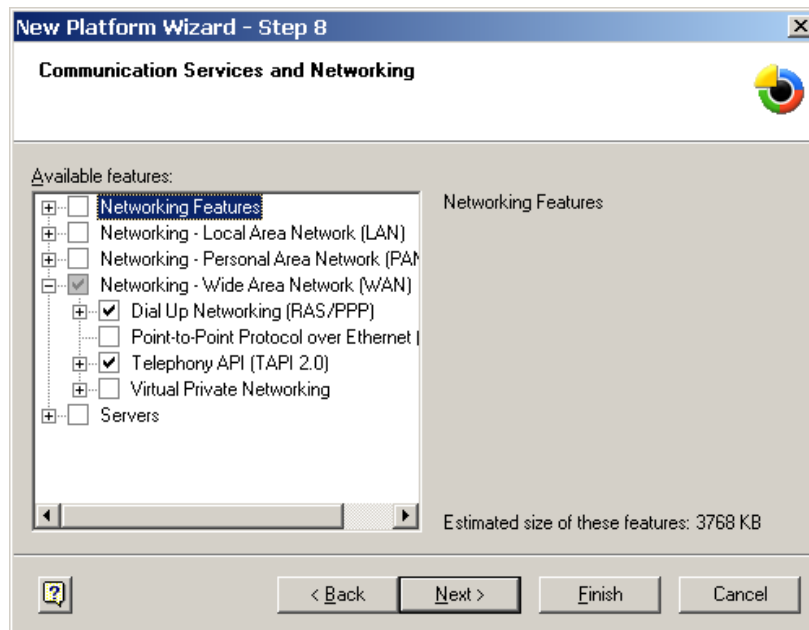 New Platform Wizard - Step 8
Communication Services and Networking
Available features:
Networking Features
Networking - Local Area Network (LAN)
Networking - Personal Area Network (PAN
Networking - Wide Area Network (WAN)
Dial Up Networking (RAS/PPP)
Point-to-Point Protocol over Ethernet (
Telephony API (TAPI 2.0)
Virtual Private Networking
Servers
Networking Features
Estimated size of these features: 3768 KB
< Back
Next >
Finish
Cancel